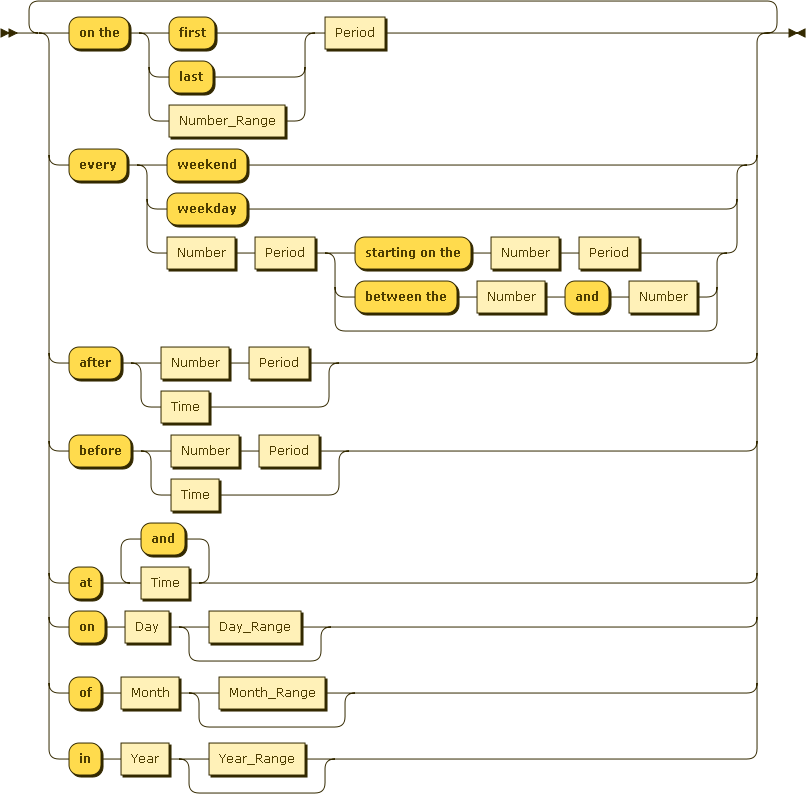 on the first Period
last
Number_Range
every weekend
weekday
Number Period starting on the Number Period
between the Number and Number
after Number Period
Time
before Number Period
Time
and
at Time
on Day Day_Range
of Month Month_Range
in Year Year_Range